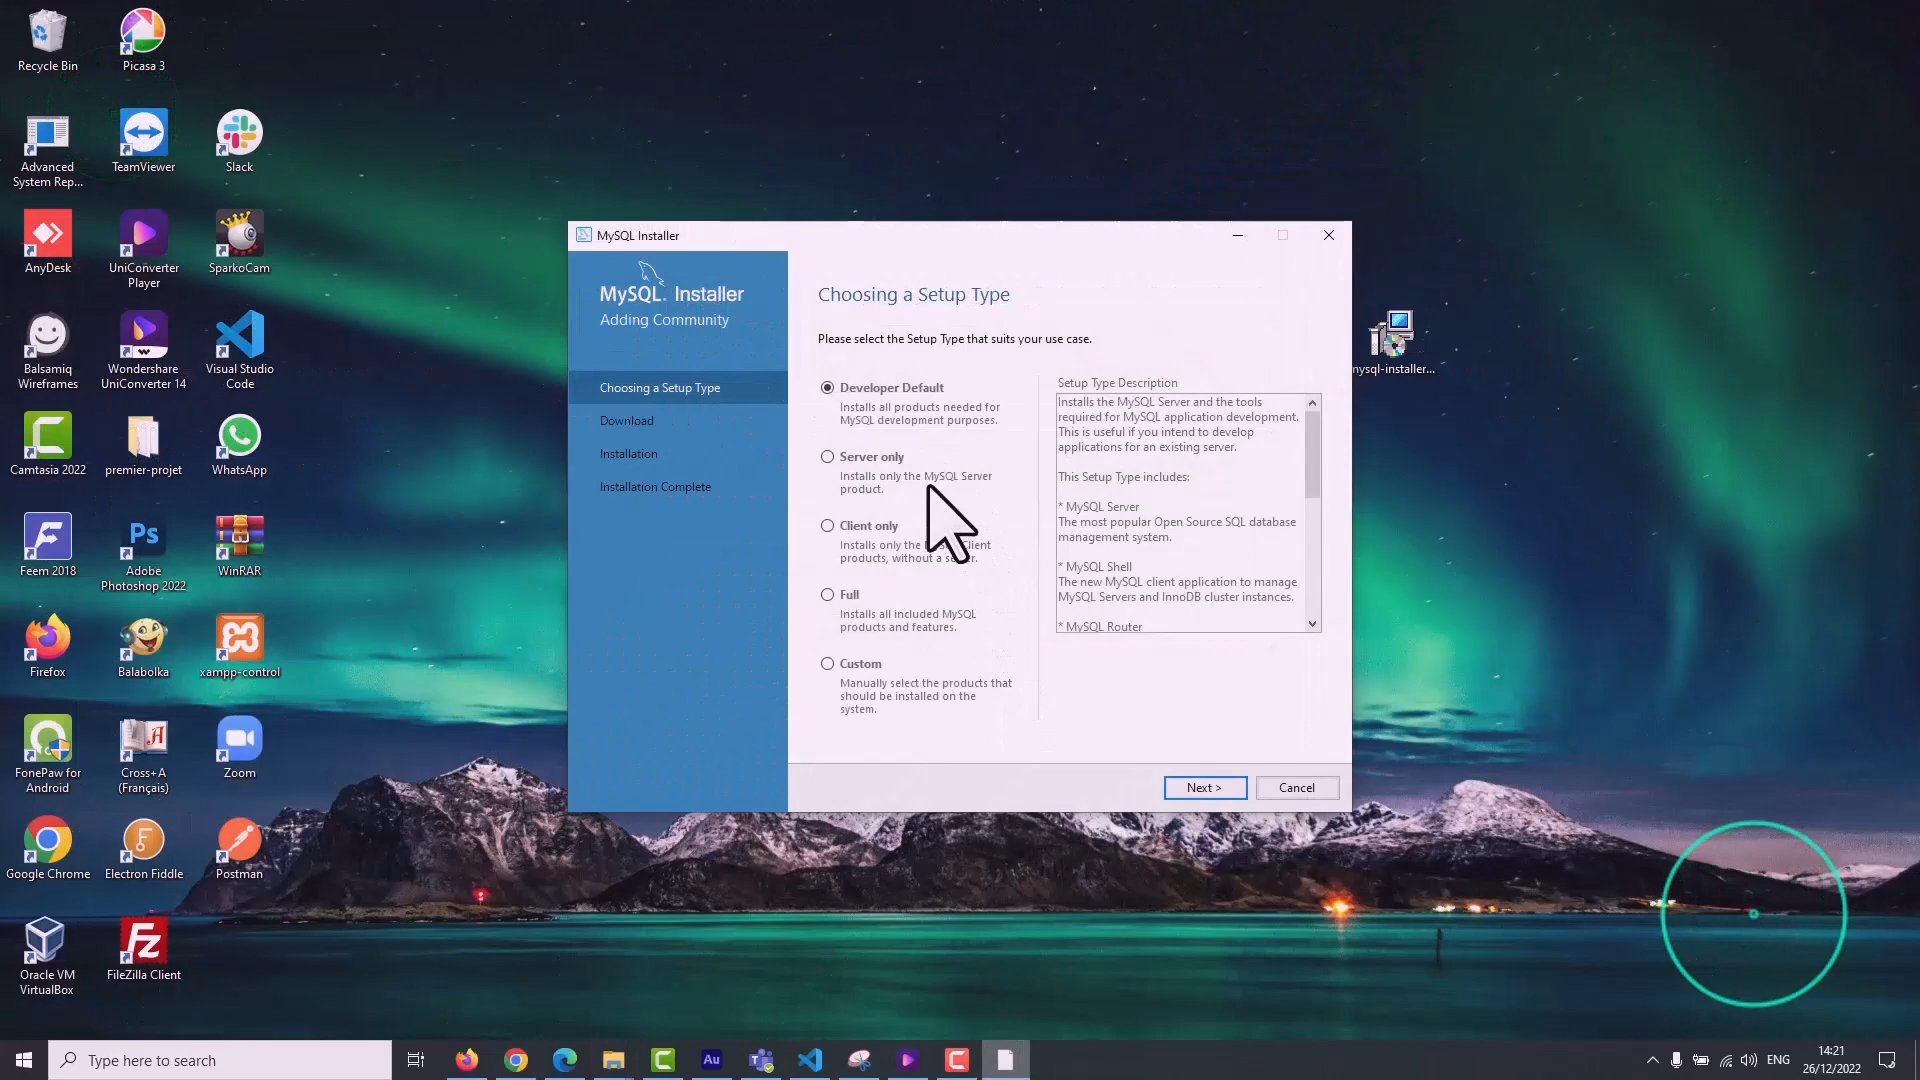 Recycle Bin
Picasa 3
Advanced
System Rep...
TeamViewer
Slack
AnyDesk
UniConverter
Player
SparkoCam
Balsamiq
Wireframes
Wondershare
UniConverter 14
Visual Studio
Code
Camtasia 2022
premier-projet
WhatsApp
Feem 2018
Adobe
Photoshop 2022
WinRAR
Firefox
Balabolka
xampp-control
FonePaw for
Android
Cross+A
(Français)
Zoom
Google Chrome
Electron Fiddle
Postman
Oracle VM
VirtualBox
FileZilla Client
mysql-installer...
MySQL Installer
MySQL. Installer
Adding Community
Choosing a Setup Type
Download
Installation
Installation Complete
Choosing a Setup Type
Please select the Setup Type that suits your use case.
Developer Default
Installs all products needed for
MySQL development purposes.
Server only
Installs only the MySQL Server
product.
Client only
Installs only the Client
products, without a
Full
Installs all included MySQL
products and features.
Custom
Manually select the products that
should be installed on the
system.
Setup Type Description
Installs the MySQL Server and the tools
required for MySQL application development.
This is useful if you intend to develop
applications for an existing server.
This Setup Type includes:
* MySQL Server
The most popular Open Source SQL database
management system.
* MySQL Shell
The new MySQL client application to manage
MySQL Servers and InnoDB cluster instances.
* MySQL Router
Next >
Cancel
Type here to search
ENG
14:21
26/12/2022